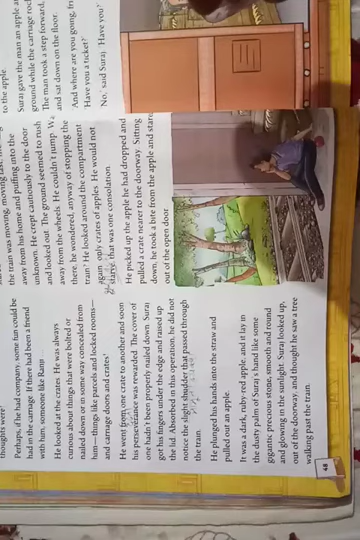 thoughts were!
Perhaps, if he had company, some fun could be
had in the carriage. If there had been a friend
with him, someone like Ranji ...
He looked at the crates. He was always
curious about things that were bolted or
nailed down or in some way concealed from
him—things like parcels and locked rooms—
and carriage doors and crates!
He went from one crate to another and soon
his perseverance was rewarded. The cover of
one hadn't been properly nailed down. Suraj
got his fingers under the edge and raised up
the lid. Absorbed in this operation, he did not
notice the slight shudder that passed through
the train.
He plunged his hands into the straw and
pulled out an apple.
It was a dark, ruby-red apple, and it lay in
the dusty palm of Suraj's hand like some
gigantic precious stone, smooth and round
and glowing in the sunlight. Suraj looked up,
out of the doorway, and thought he saw a tree
walking past the train.
48
the train was moving, moving
away from his home and puffing into the
unknown. He crept cautiously to the door
and looked out. The ground seemed to rush
away from the wheels. He couldn't jump. Wa
there, he wondered, anyway of stopping the
train? He looked around the compartment
again: only crates of apples. He would not
starve, that was one consolation.
He picked up the apple he had dropped and
pulled a crate nearer to the doorway. Sitting
down, he took a bite from the apple and stare
out of the open door
to the apple
Suraj gave the man an apple a
ground while the carriage roc
The man took a step forward,
and sat down on the floor.
And where are you going, fr
'Have you a ticket?'
'No,' said Suraj. 'Have you?'